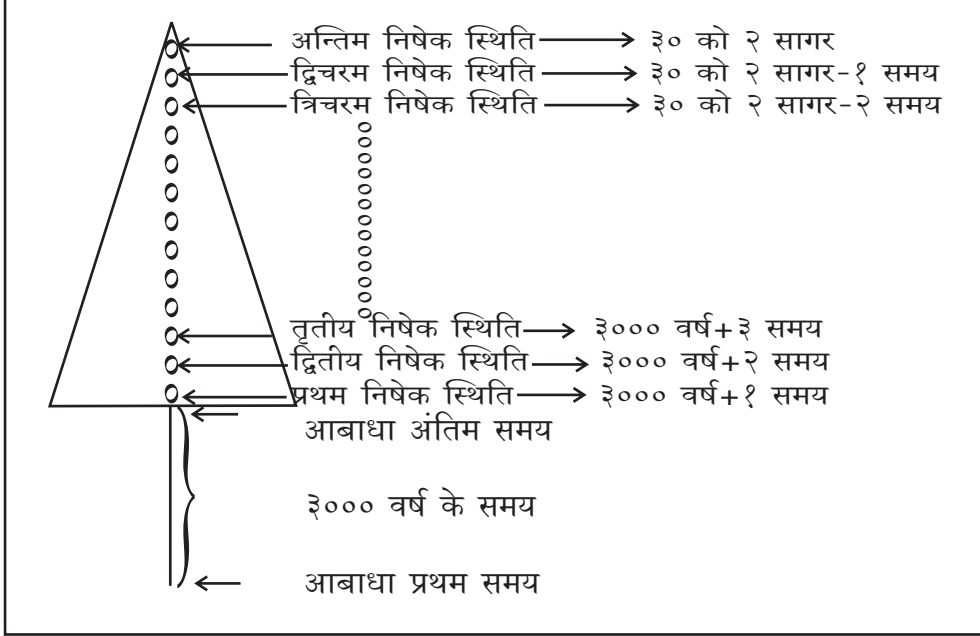 अन्तिम निषेक स्थिति → ३० को २ सागर
द्विचरम निषेक स्थिति → ३० को २ सागर-१ समय
त्रिचरम निषेक स्थिति → ३० को २ सागर-२ समय
तृतीय निषेक स्थिति → ३००० वर्ष+३ समय
द्वितीय निषेक स्थिति → ३००० वर्ष+२ समय
प्रथम निषेक स्थिति → ३००० वर्ष+१ समय
आबाधा अंतिम समय
३००० वर्ष के समय
आबाधा प्रथम समय